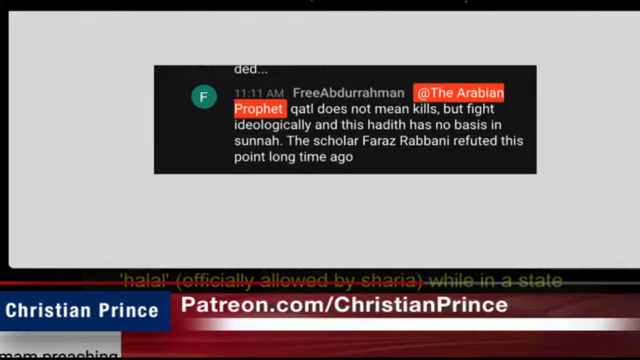 ded...
F
11:11 AM FreeAbdurrahman @The Arabian
Prophet qatl does not mean kills, but fight
ideologically and this hadith has no basis in
sunnah. The scholar Faraz Rabbani refuted this
point long time ago
'halal' (officially allowed by sharia) while in a state
Christian Prince
Patreon.com/ChristianPrince
mam preaching